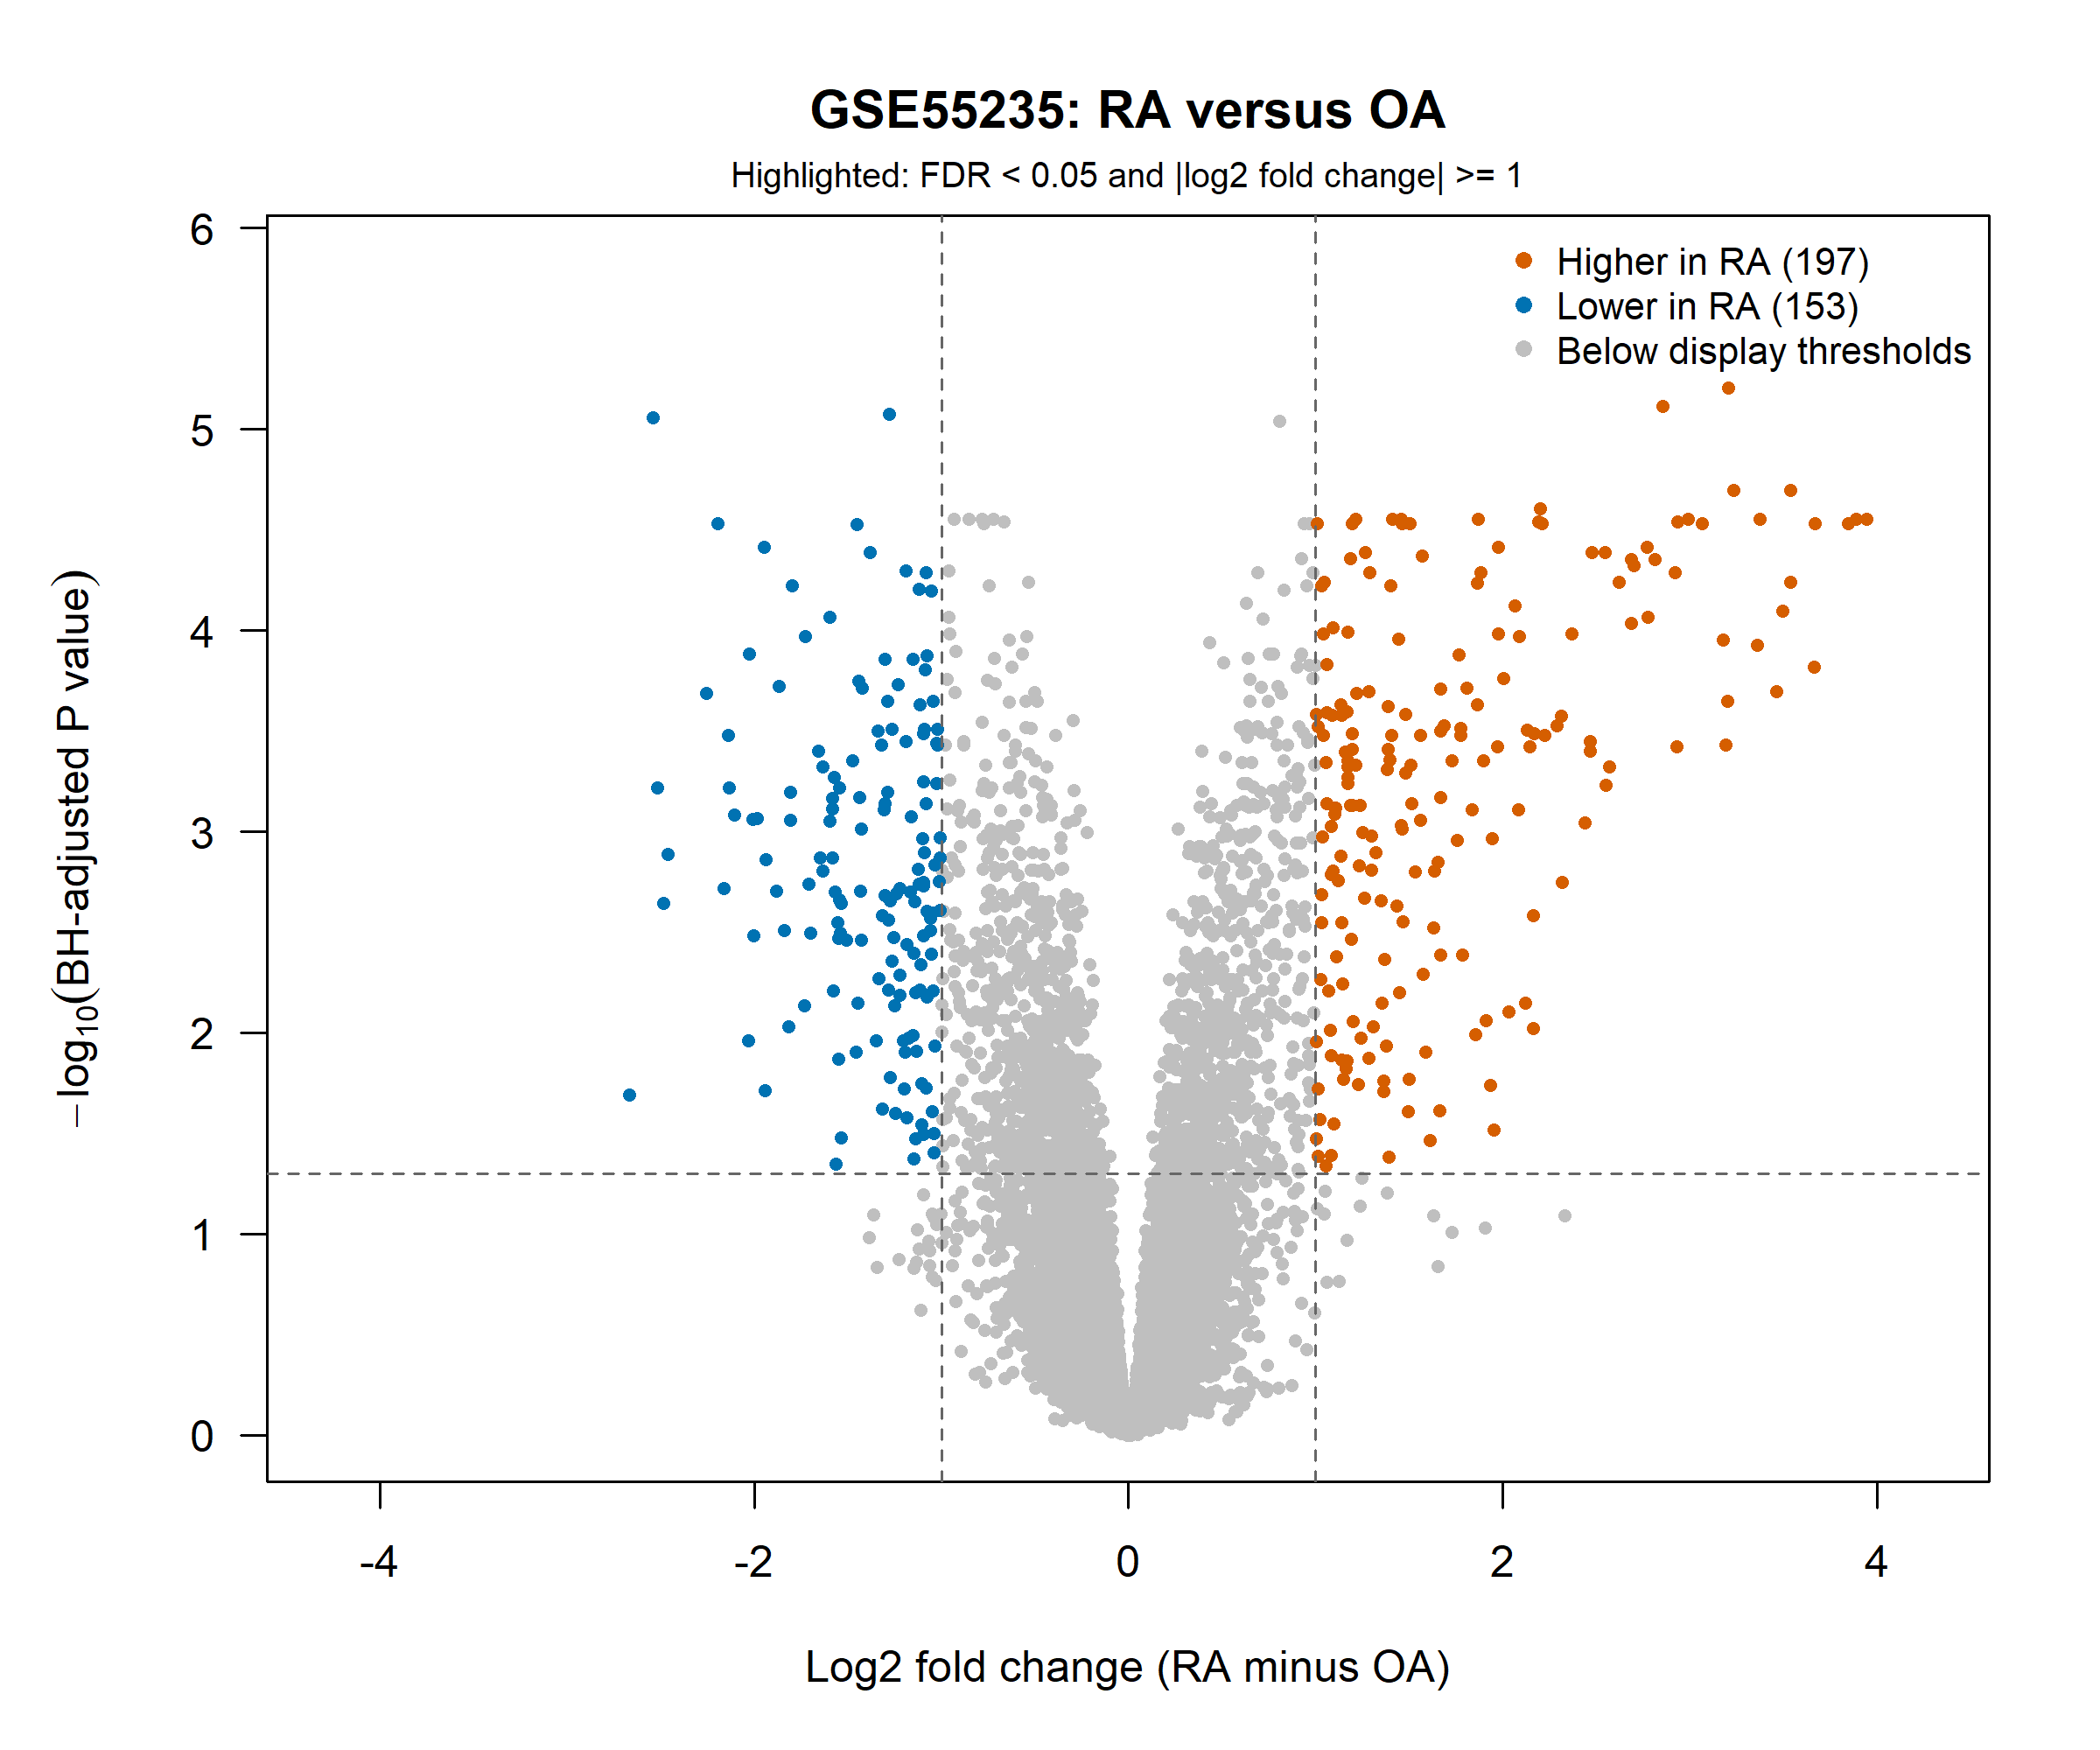 GSE55235: RA versus OA
Highlighted: FDR < 0.05 and |log2 fold change| >= 1
Higher in RA (197)
Lower in RA (153)
Below display thresholds
−log10(BH-adjusted P value)
6
5
4
3
2
1
0
-4 -2 0 2 4
Log2 fold change (RA minus OA)